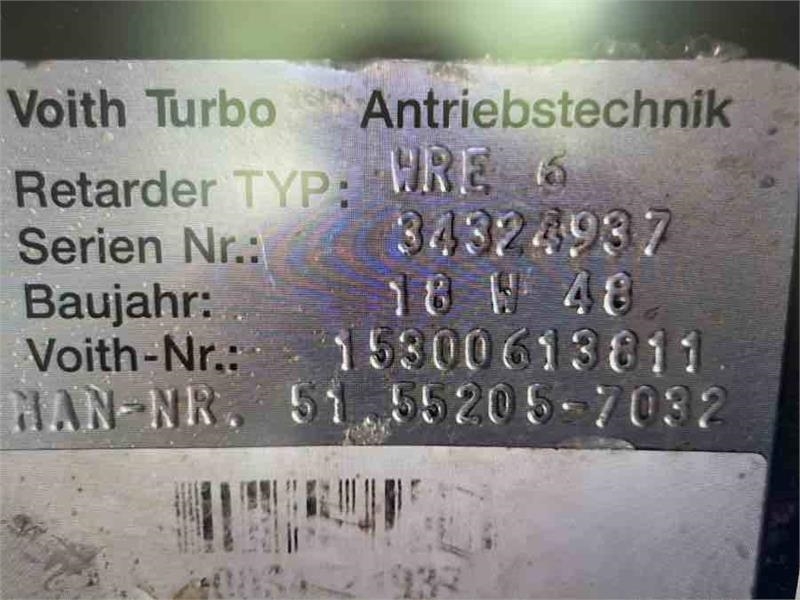 Voith Turbo Antriebstechnik
Retarder TYP: WRE 6
Serien Nr.: 34324937
Baujahr: 18 W 48
Voith-Nr.: 15300613811
MAN-NR. 51.55205-7032